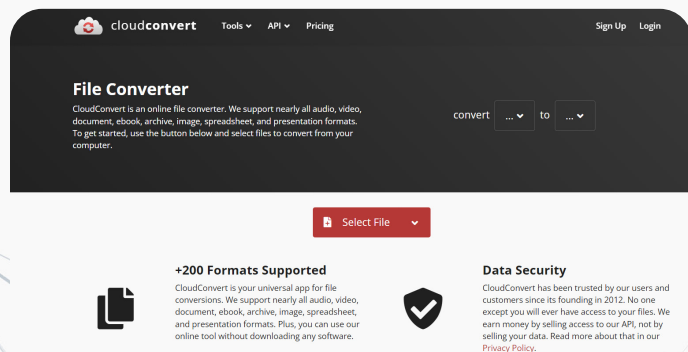 cloudconvert Tools API Pricing Sign Up Login
File Converter
CloudConvert is an online file converter. We support nearly all audio, video,
document, ebook, archive, image, spreadsheet, and presentation formats.
To get started, use the button below and select files to convert from your
computer.
convert ... to ...
Select File
+200 Formats Supported
CloudConvert is your universal app for file
conversions. We support nearly all audio, video,
document, ebook, archive, image, spreadsheet,
and presentation formats. Plus, you can use our
online tool without downloading any software.
Data Security
CloudConvert has been trusted by our users and
customers since its founding in 2012. No one
except you will ever have access to your files. We
earn money by selling access to our API, not by
selling your data. Read more about that in our
Privacy Policy.